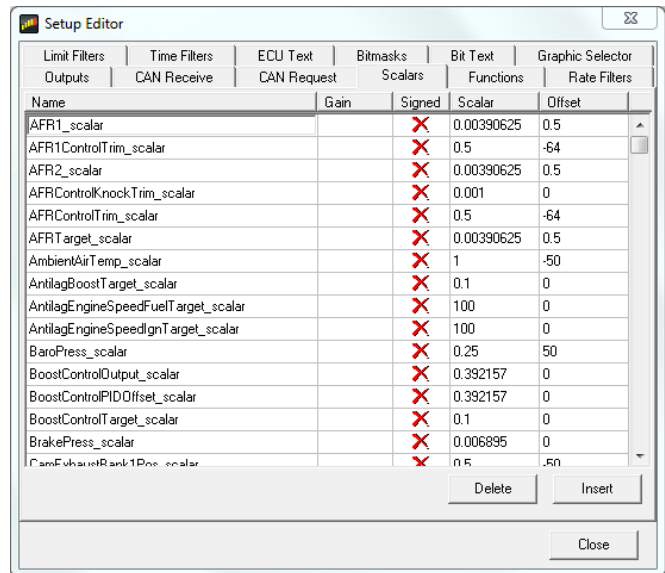 Setup Editor
Limit Filters Time Filters ECU Text Bitmasks Bit Text Graphic Selector
Outputs CAN Receive CAN Request Scalars Functions Rate Filters
Name Gain Signed Scalar Offset
AFR1_scalar 0.00390625 0.5
AFR1ControlTrim_scalar 0.5 -64
AFR2_scalar 0.00390625 0.5
AFRControlKnockTrim_scalar 0.001 0
AFRControlTrim_scalar 0.5 -64
AFRTarget_scalar 0.00390625 0.5
AmbientAirTemp_scalar 1 -50
AntilagBoostTarget_scalar 0.1 0
AntilagEngineSpeedFuelTarget_scalar 100 0
AntilagEngineSpeedIgnTarget_scalar 100 0
BaroPress_scalar 0.25 50
BoostControlOutput_scalar 0.392157 0
BoostControlPIDOffset_scalar 0.392157 0
BoostControlTarget_scalar 0.1 0
BrakePress_scalar 0.006895 0
CamExhaustBank1Pos_scalar 0.5 -50
Delete Insert
Close